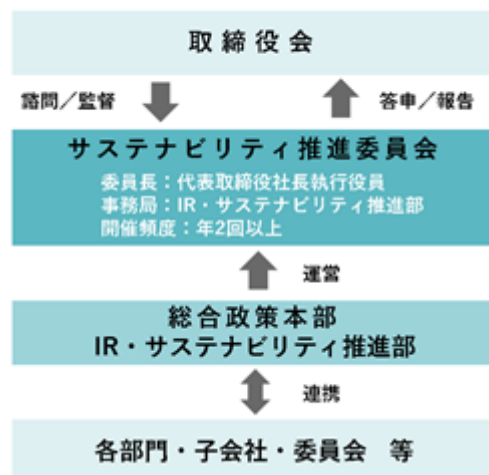 取締役会
諮問／監督
答申／報告
サステナビリティ推進委員会
委員長：代表取締役社長執行役員
事務局：IR・サステナビリティ推進部
開催頻度：年2回以上
運営
総合政策本部
IR・サステナビリティ推進部
連携
各部門・子会社・委員会　等